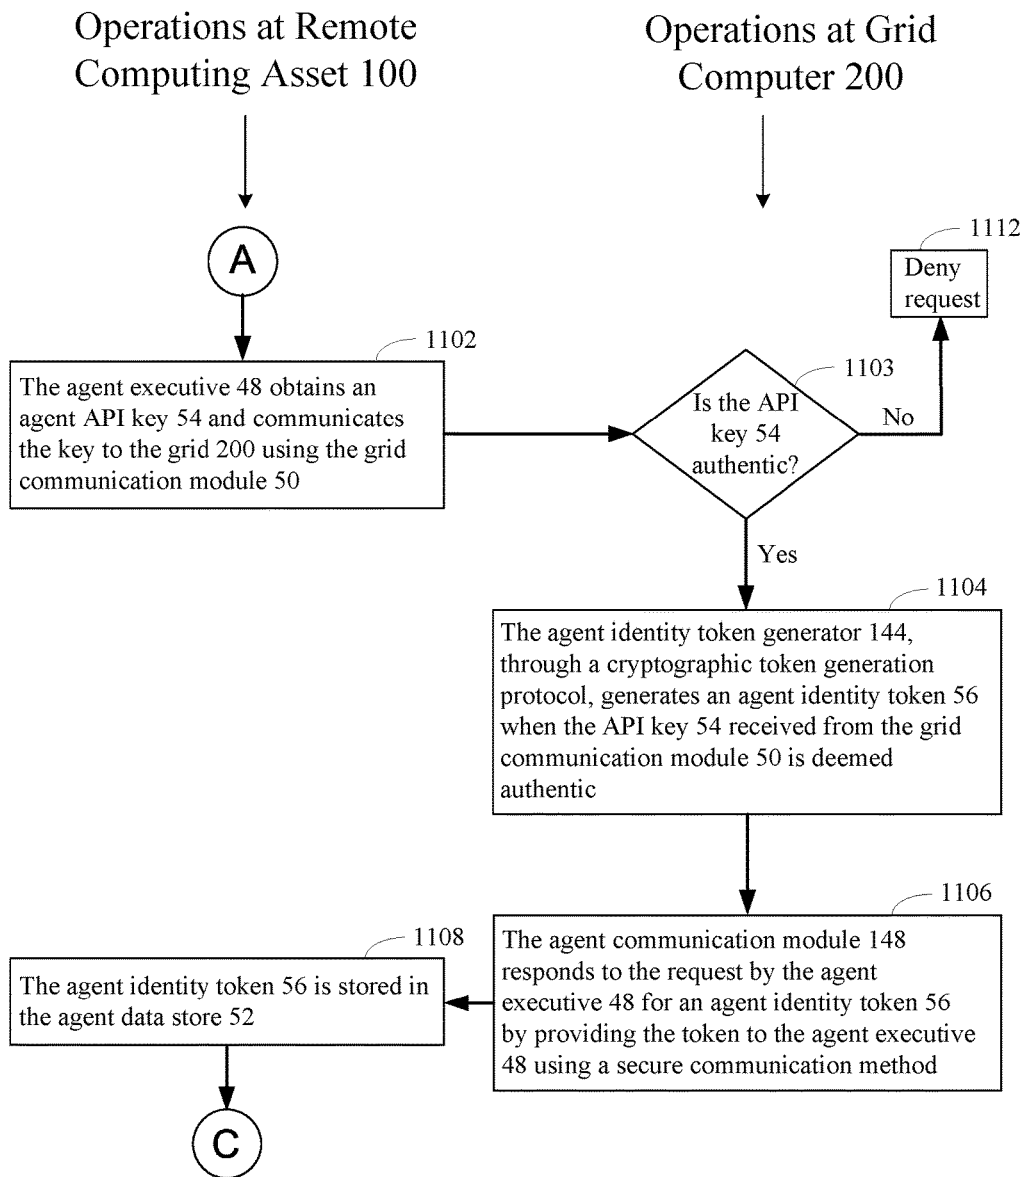 Operations at Remote
Computing Asset 100
Operations at Grid
Computer 200
A
1112
Deny
request
1102
The agent executive 48 obtains an
agent API key 54 and communicates
the key to the grid 200 using the grid
communication module 50
1103
Is the API
key 54
authentic?
No
Yes
1104
The agent identity token generator 144,
through a cryptographic token generation
protocol, generates an agent identity token 56
when the API key 54 received from the grid
communication module 50 is deemed
authentic
1106
The agent communication module 148
responds to the request by the agent
executive 48 for an agent identity token 56
by providing the token to the agent executive
48 using a secure communication method
1108
The agent identity token 56 is stored in
the agent data store 52
C